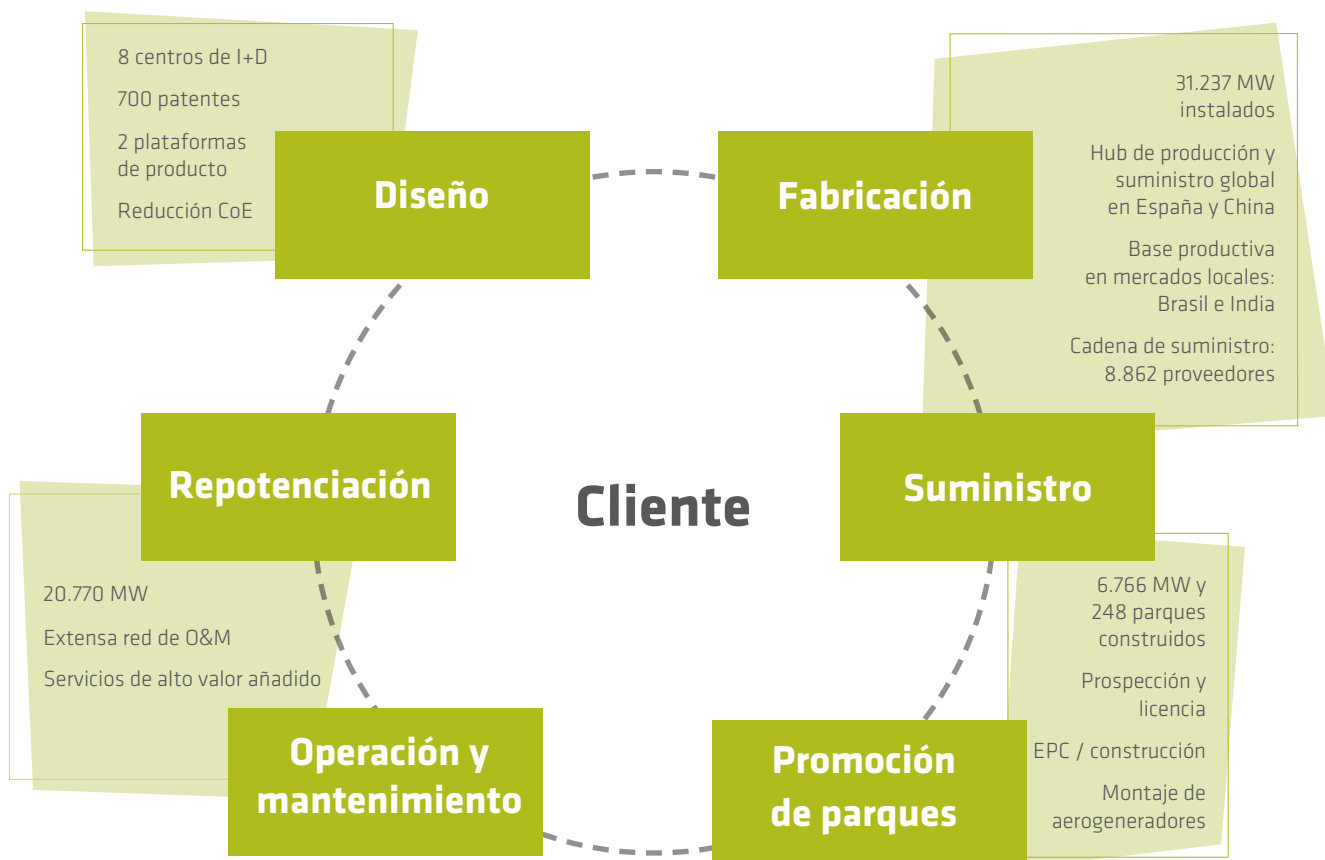 8 centros de I+D
700 patentes
2 plataformas
de producto
Reducción CoE
Diseño
Fabricación
31.237 MW
instalados
Hub de producción y
suministro global
en España y China
Base productiva
en mercados locales:
Brasil e India
Cadena de suministro:
8.862 proveedores
Repotenciación
Cliente
Suministro
20.770 MW
Extensa red de O&M
Servicios de alto valor añadido
Operación y
mantenimiento
Promoción
de parques
6.766 MW y
248 parques
construidos
Prospección y
licencia
EPC / construcción
Montaje de
aerogeneradores